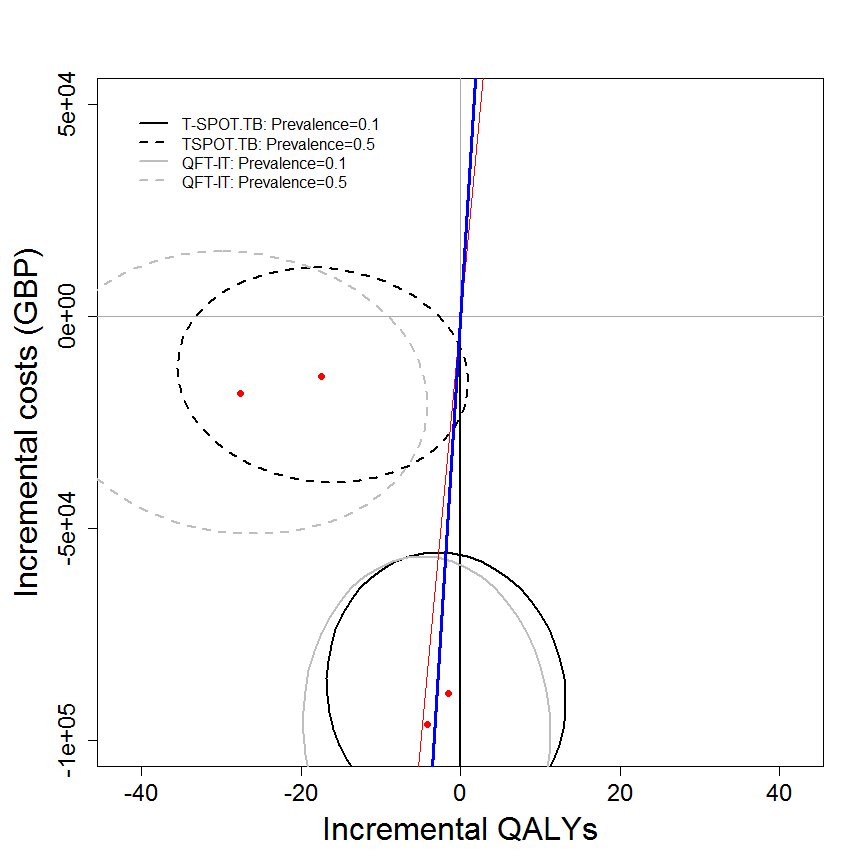 T-SPOT.TB: Prevalence=0.1
TSPOT.TB: Prevalence=0.5
QFT-IT: Prevalence=0.1
QFT-IT: Prevalence=0.5
Incremental costs (GBP)
5e+04
0e+00
-5e+04
-1e+05
-40 -20 0 20 40
Incremental QALYs